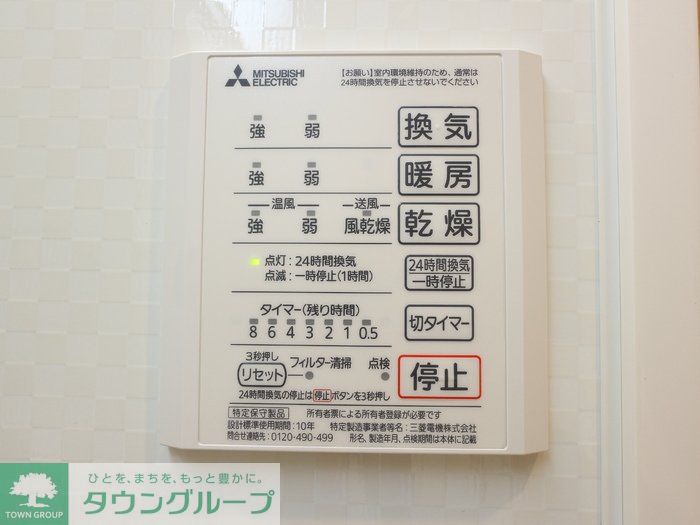 MITSUBISHI
ELECTRIC
【お願い】室内環境維持のため、通常は
24時間換気を停止させないでください
強 弱 換気
強 弱 暖房
温風 送風
強 弱 風乾燥 乾燥
点灯:24時間換気
点滅:一時停止(1時間)
24時間換気
一時停止
タイマー(残り時間)
8 6 4 3 2 1 0.5
切タイマー
3秒押し
リセット フィルター清掃 点検
停止
24時間換気の停止は停止ボタンを3秒押し
特定保守製品 所有者票による所有者登録が必要です
設計標準使用期間:10年 特定製造事業者等名:三菱電機株式会社
問合せ連絡先:0120-490-499 形名、製造年月、点検期間は本体に記載
TOWN GROUP
ひとを、まちを、もっと豊かに。
タウングループ